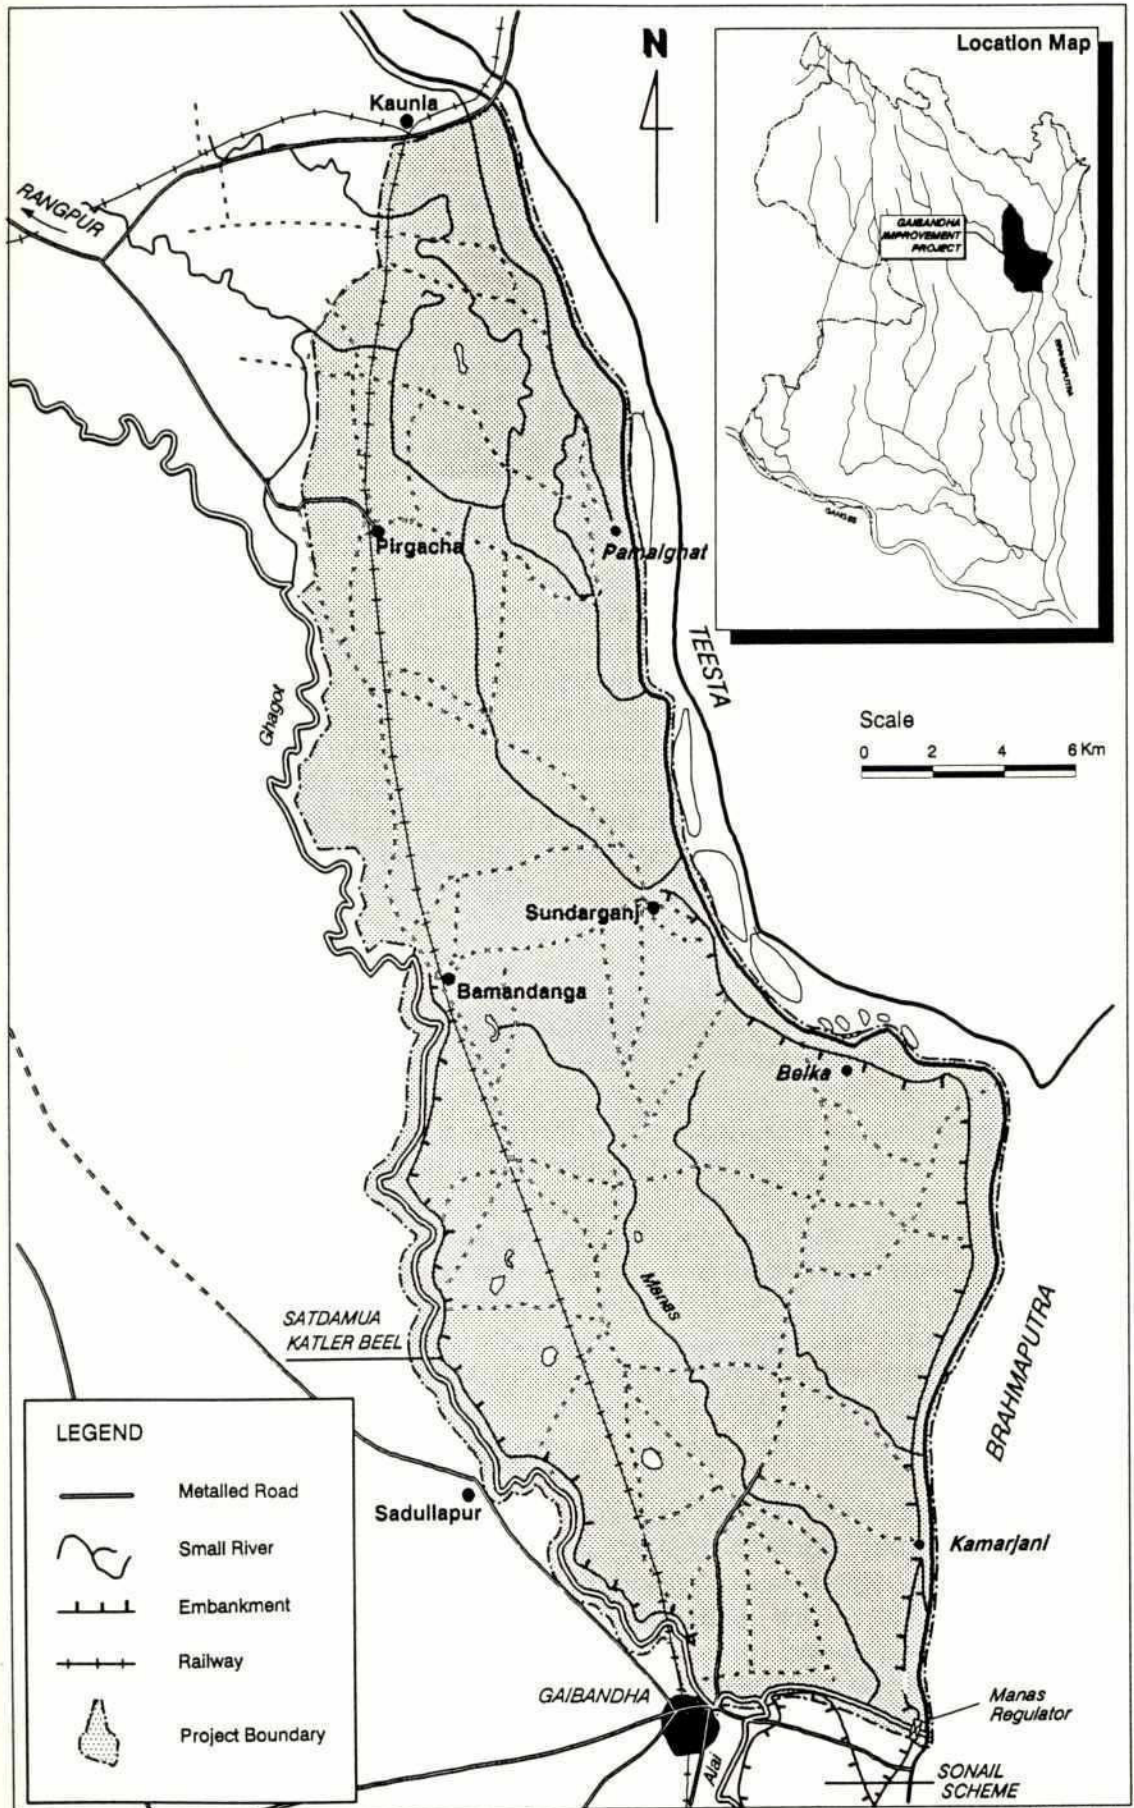 N
Location Map
GAIBANDHA
IMPROVEMENT
PROJECT
BRAHMAPUTRA
GANGES
Kaunia
RANGPUR
Pirgacha
Pamalghat
TEESTA
Ghagot
Scale
0 2 4 6 Km
Sundarganj
Bamandanga
Belka
Manas
SATDAMUA
KATLER BEEL
BRAHMAPUTRA
LEGEND
Metalled Road
Small River
Embankment
Railway
Project Boundary
Sadullapur
Kamarjani
GAIBANDHA
Manas
Regulator
Alai
SONAIL
SCHEME